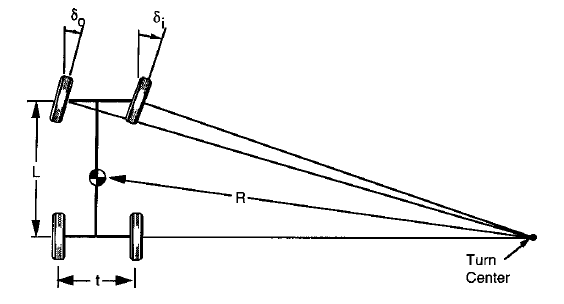 δo δi
L
R
t
Turn
Center